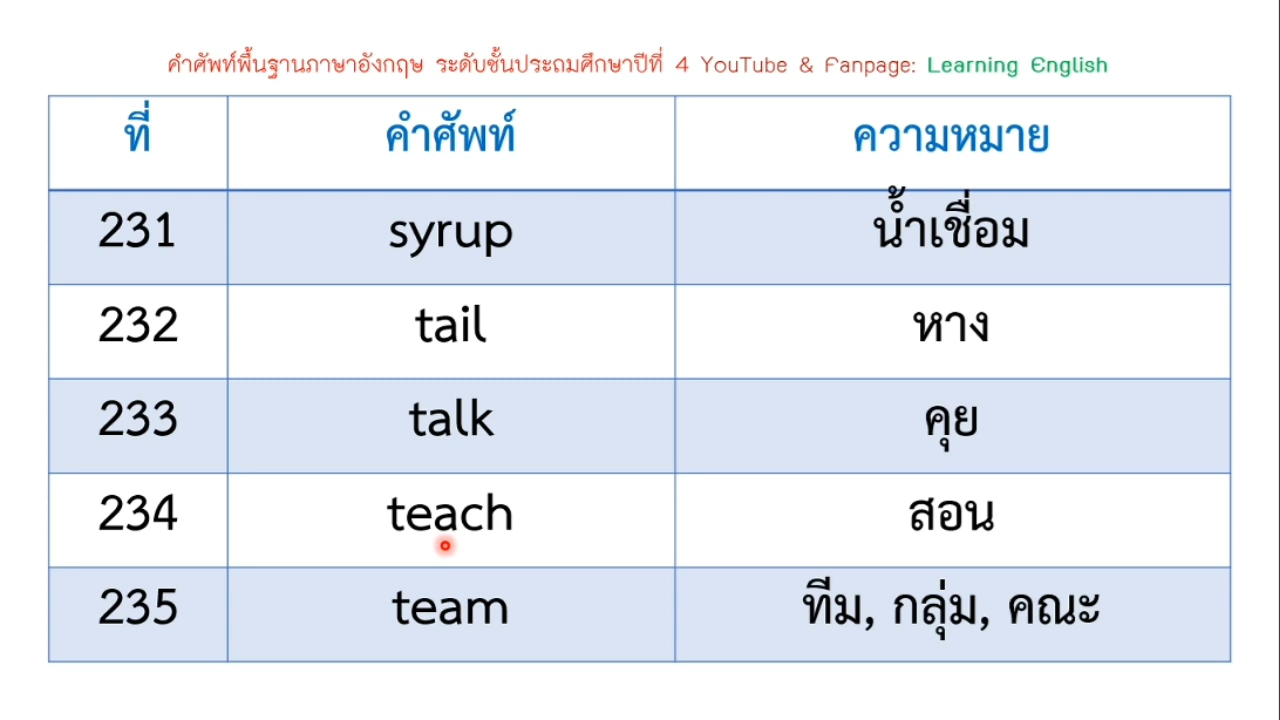 คำศัพท์พื้นฐานภาษาอังกฤษ ระดับชั้นประถมศึกษาปีที่ 4 YouTube & Fanpage: Learning English
ที่ คำศัพท์ ความหมาย
231 syrup น้ำเชื่อม
232 tail หาง
233 talk คุย
234 teach สอน
235 team ทีม, กลุ่ม, คณะ